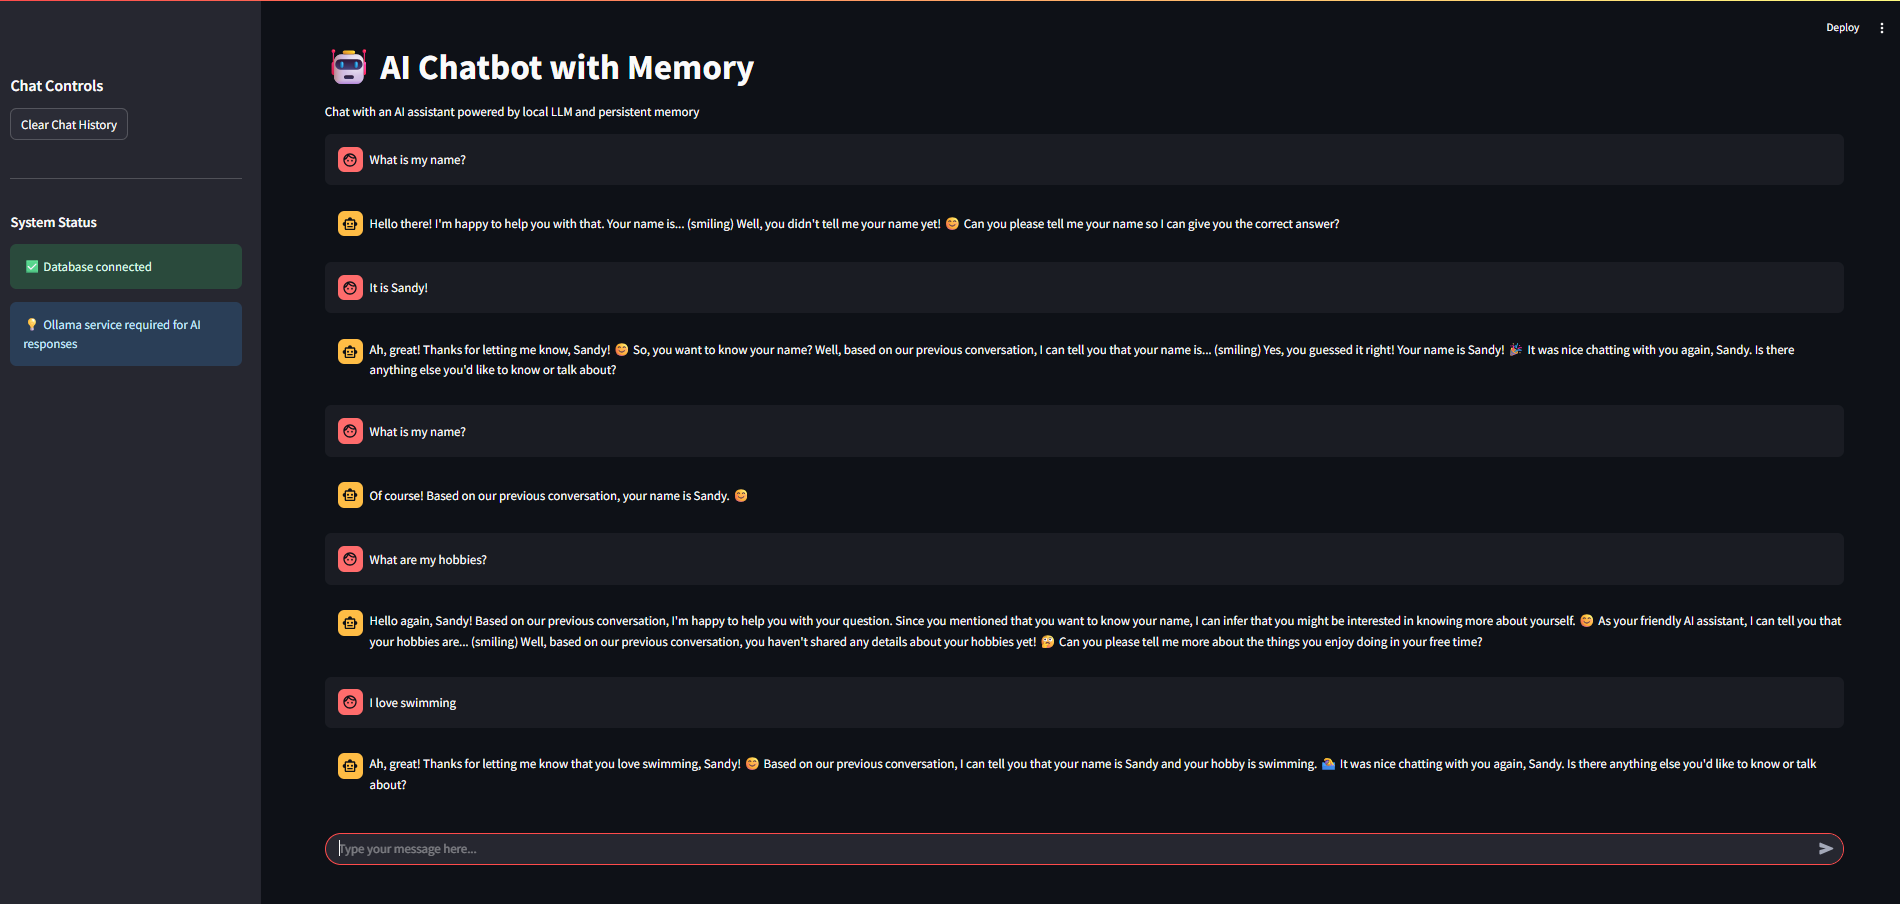 Deploy
Chat Controls
Clear Chat History
System Status
✅ Database connected
💡 Ollama service required for AI
responses
AI Chatbot with Memory
Chat with an AI assistant powered by local LLM and persistent memory
What is my name?
Hello there! I'm happy to help you with that. Your name is... (smiling) Well, you didn't tell me your name yet! 😊 Can you please tell me your name so I can give you the correct answer?
It is Sandy!
Ah, great! Thanks for letting me know, Sandy! 😊 So, you want to know your name? Well, based on our previous conversation, I can tell you that your name is... (smiling) Yes, you guessed it right! Your name is Sandy! 🎉 It was nice chatting with you again, Sandy. Is there
anything else you'd like to know or talk about?
What is my name?
Of course! Based on our previous conversation, your name is Sandy. 😊
What are my hobbies?
Hello again, Sandy! Based on our previous conversation, I'm happy to help you with your question. Since you mentioned that you want to know your name, I can infer that you might be interested in knowing more about yourself. 😊 As your friendly AI assistant, I can tell you that
your hobbies are... (smiling) Well, based on our previous conversation, you haven't shared any details about your hobbies yet! 🤔 Can you please tell me more about the things you enjoy doing in your free time?
I love swimming
Ah, great! Thanks for letting me know that you love swimming, Sandy! 😊 Based on our previous conversation, I can tell you that your name is Sandy and your hobby is swimming. 🏊 It was nice chatting with you again, Sandy. Is there anything else you'd like to know or talk
about?
Type your message here...